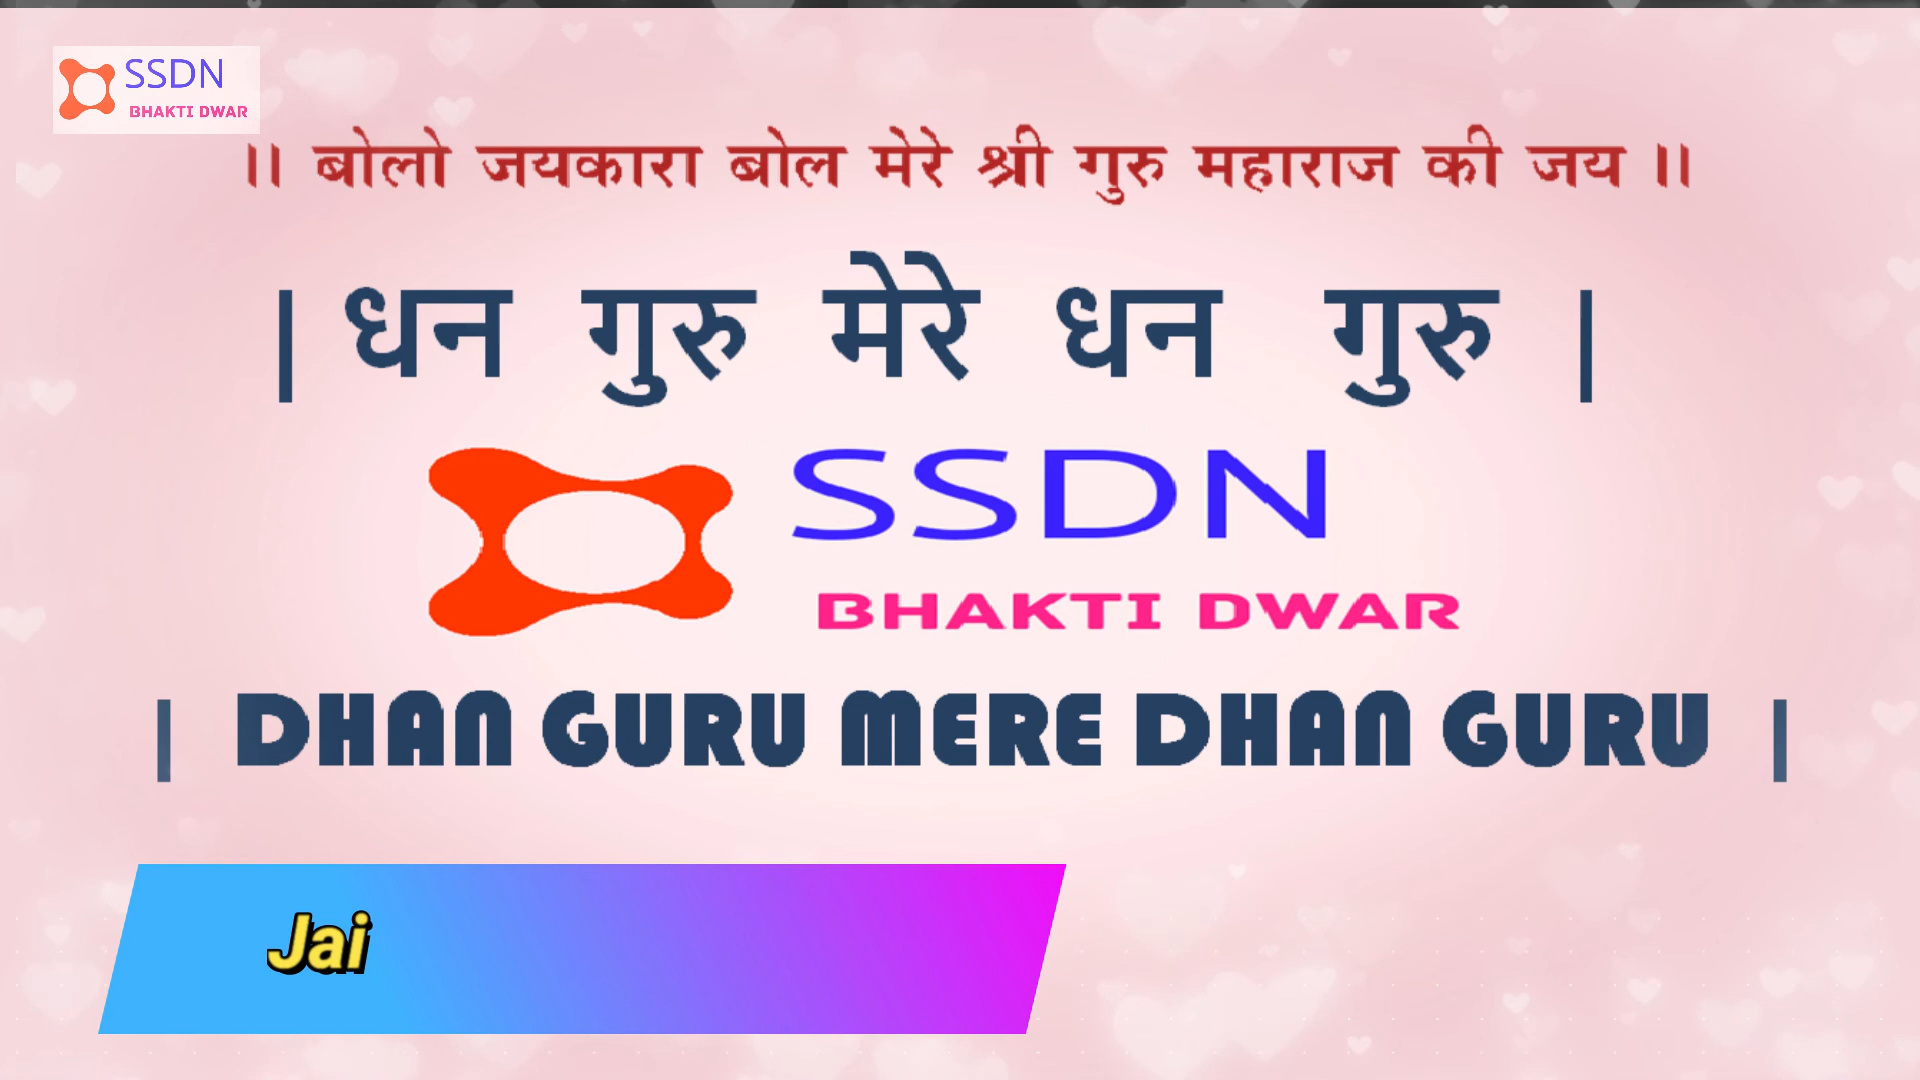 SSDN
BHAKTI DWAR
।। बोलो जयकारा बोल मेरे श्री गुरु महाराज की जय ।।
| धन गुरु मेरे धन गुरु |
SSDN
BHAKTI DWAR
| DHAN GURU MERE DHAN GURU |
Jai